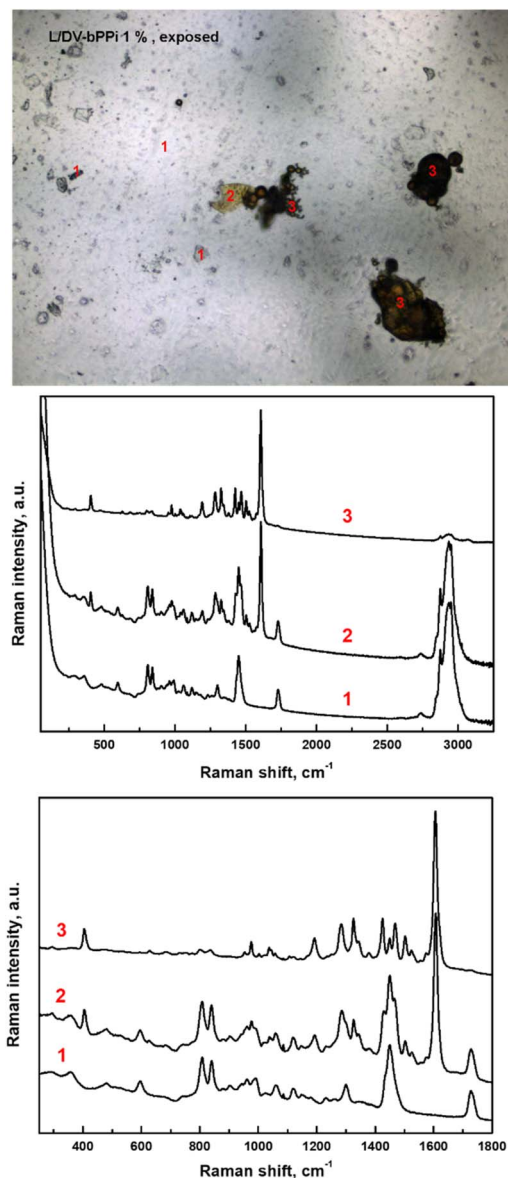 L/DV-bPPi 1 % , exposed
1
1
2
3
3
1
3
Raman intensity, a.u.
3
2
1
500 1000 1500 2000 2500 3000
Raman shift, cm-1
Raman intensity, a.u.
3
2
1
400 600 800 1000 1200 1400 1600 1800
Raman shift, cm-1